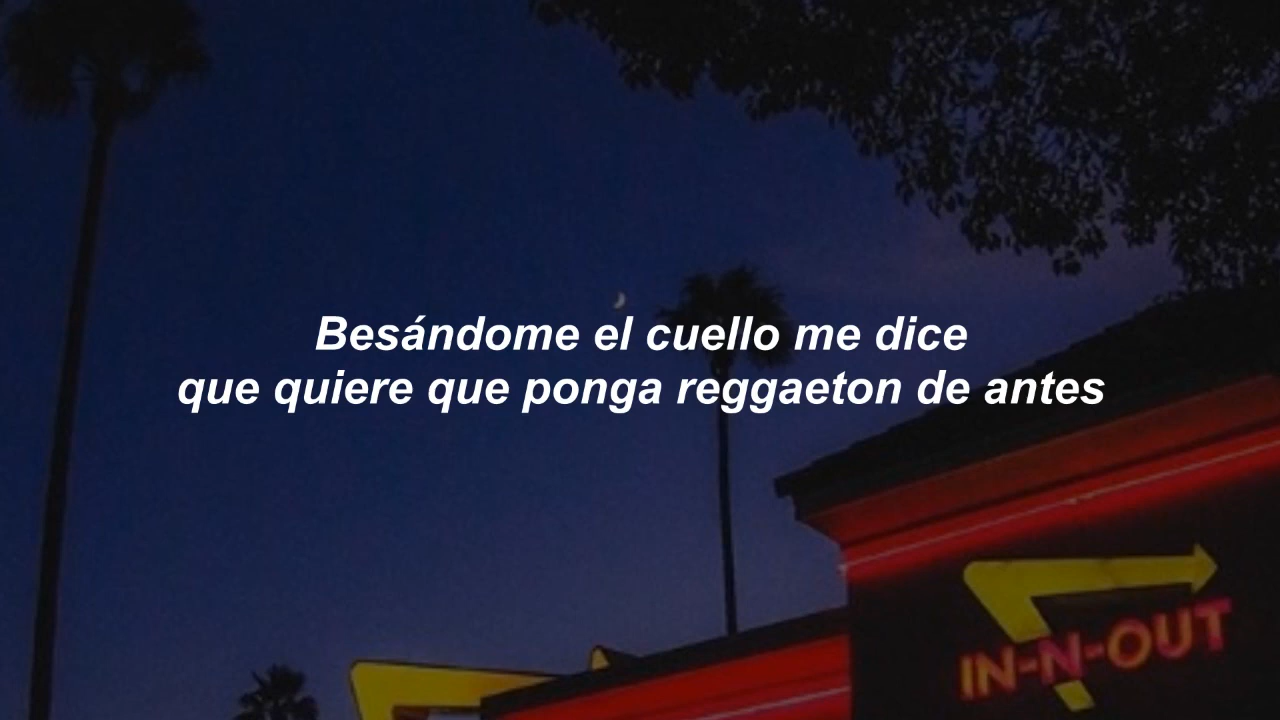 Besándome el cuello me dice
que quiere que ponga reggaeton de antes
IN-N-OUT